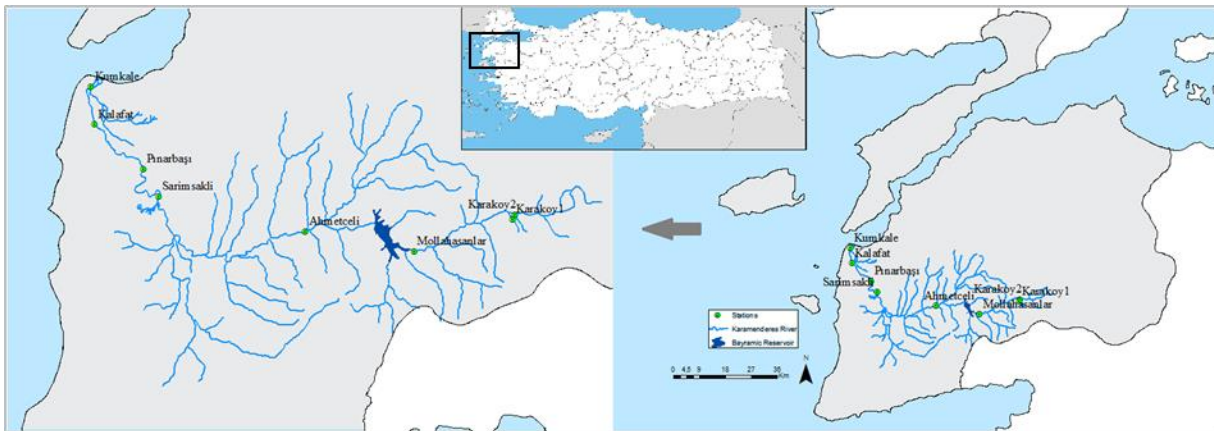 Kumkale
Kalafat
Pınarbaşı
Sarimsakli
Ahmetceli
Karakoy2
Karakoy1
Mollahasanlar
Kumkale
Kalafat
Pınarbaşı
Sarimsakli
Ahmetceli
Karakoy2
Karakoy1
Mollahasanlar
Stations
Karamenderes River
Bayramic Reservoir
N
0 4,5 9 18 27 36
Km